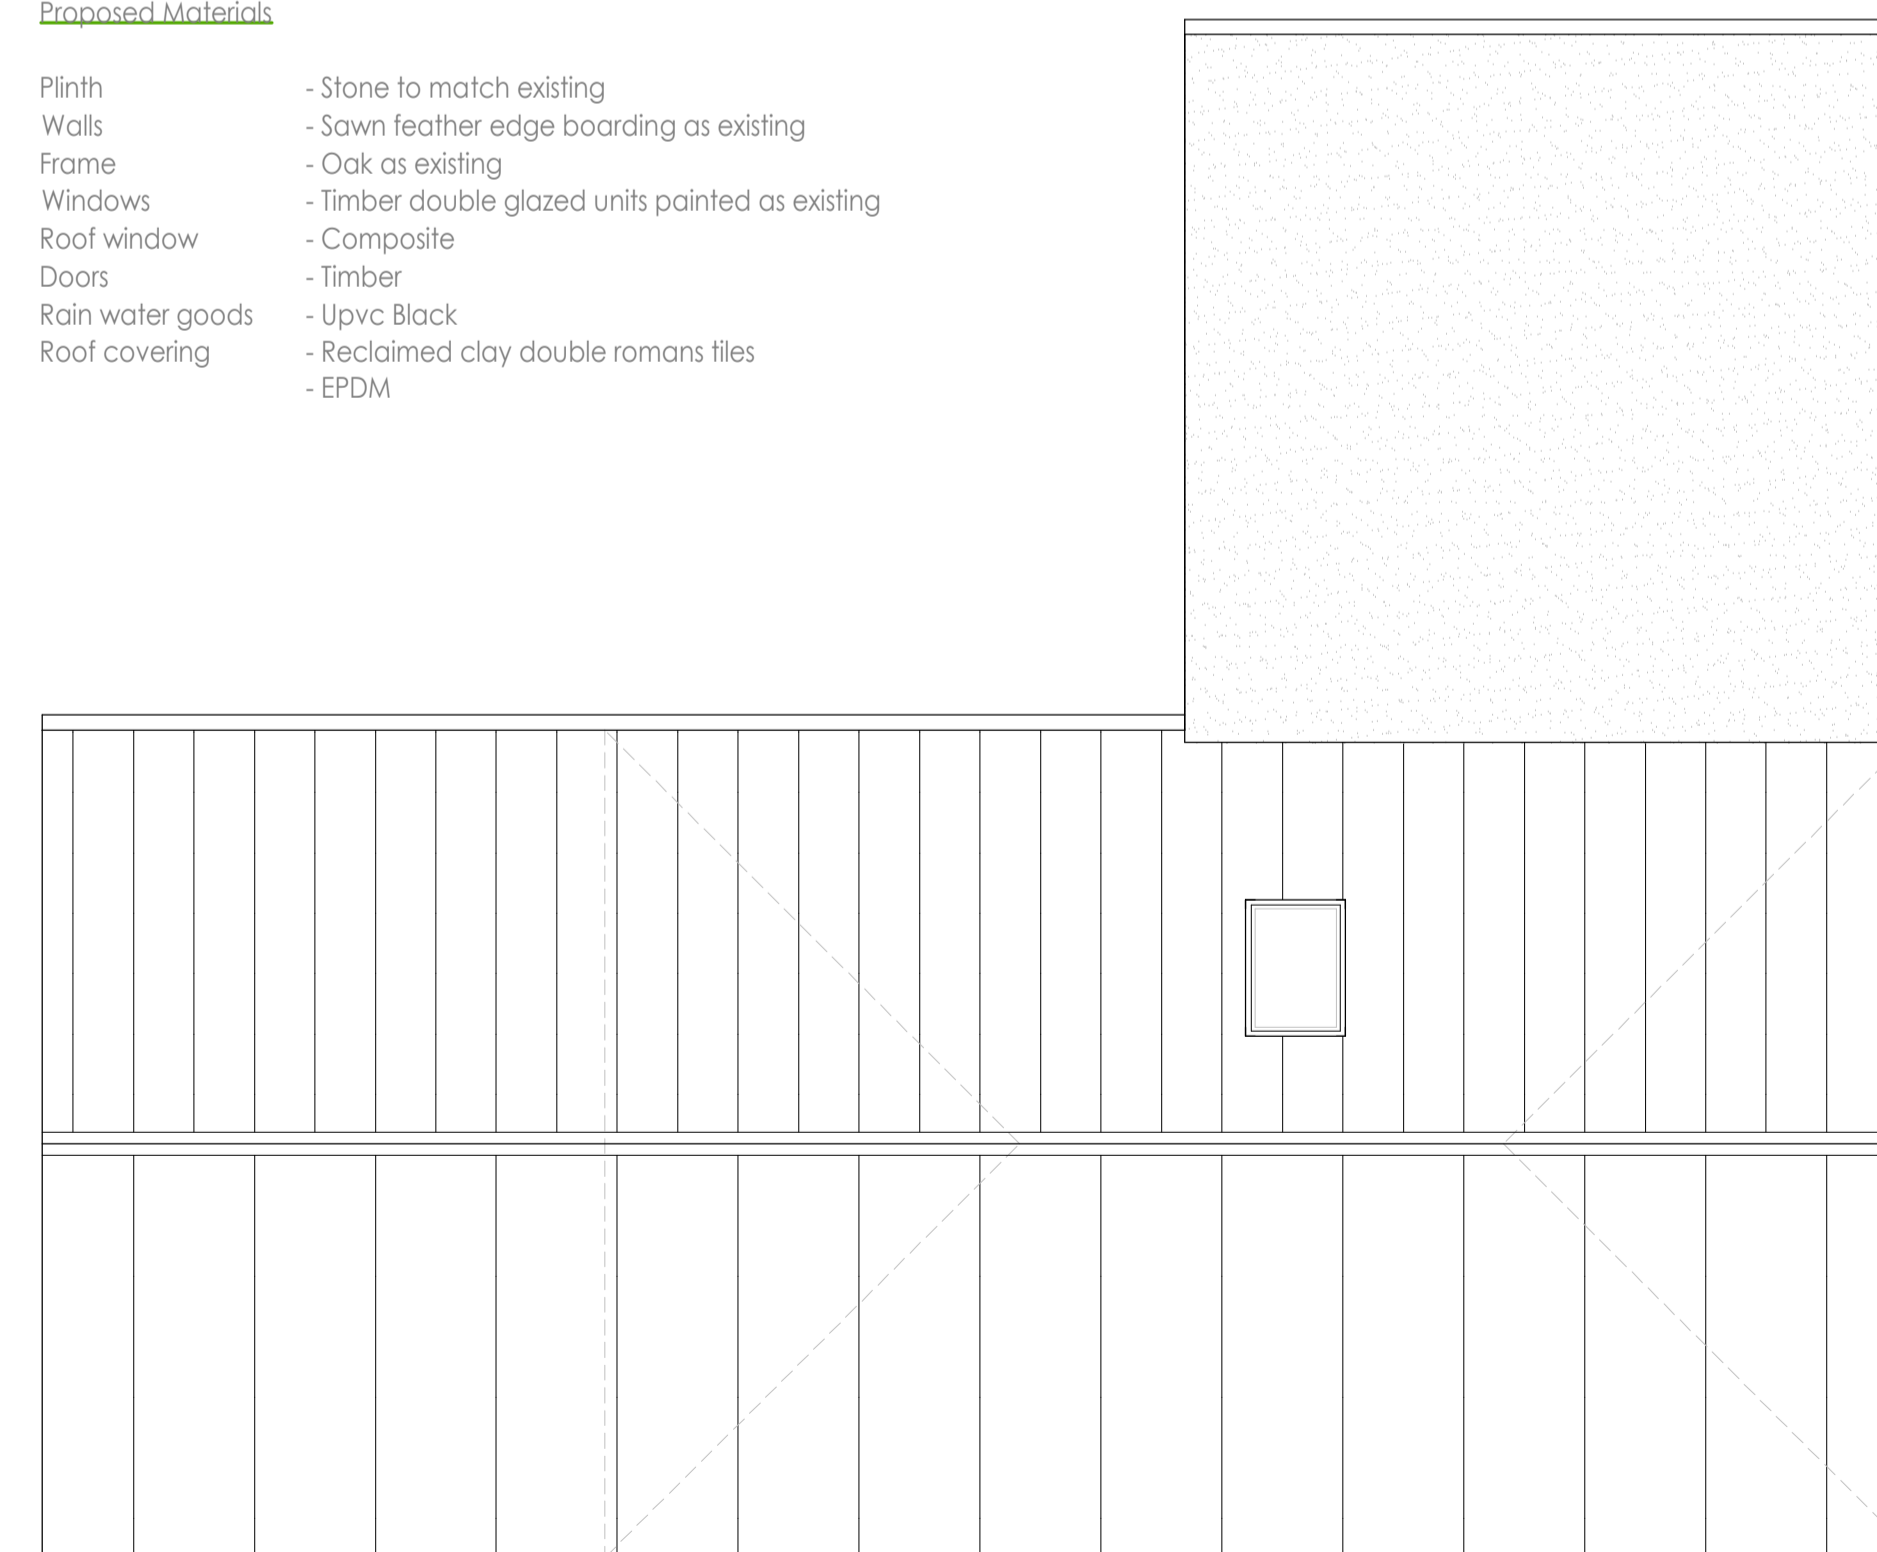 Proposed Materials
Plinth - Stone to match existing
Walls - Sawn feather edge boarding as existing
Frame - Oak as existing
Windows - Timber double glazed units painted as existing
Roof window - Composite
Doors - Timber
Rain water goods - Upvc Black
Roof covering - Reclaimed clay double romans tiles
- EPDM